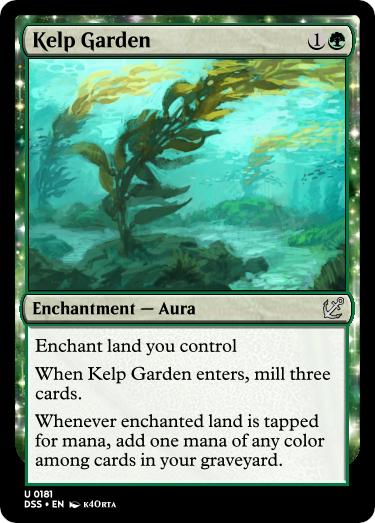 Kelp Garden 1
Enchantment — Aura
Enchant land you control
When Kelp Garden enters, mill three
cards.
Whenever enchanted land is tapped
for mana, add one mana of any color
among cards in your graveyard.
U 0181
DSS • EN K4ORTA